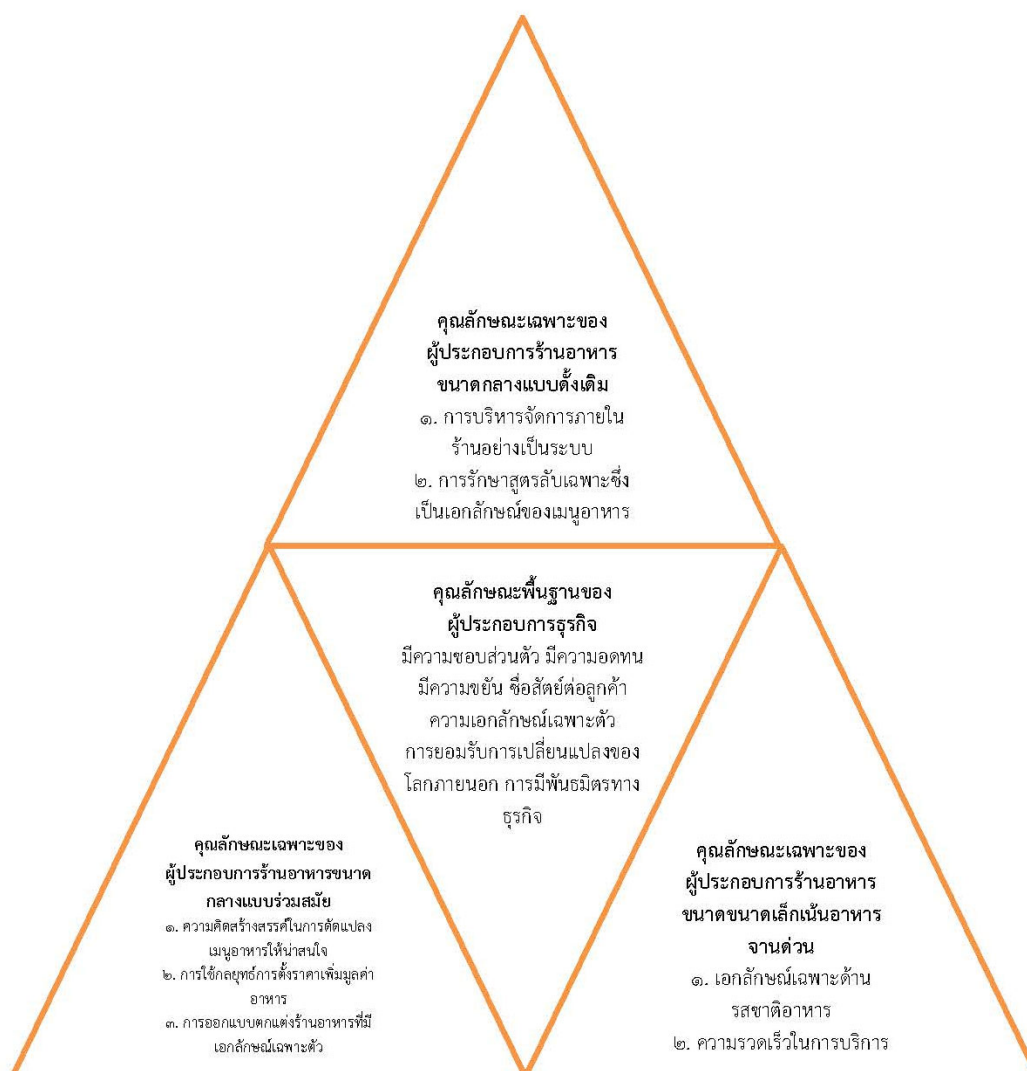 คุณลักษณะเฉพาะของ
ผู้ประกอบการร้านอาหาร
ขนาดกลางแบบดั้งเดิม
๑. การบริหารจัดการภายใน
ร้านอย่างเป็นระบบ
๒. การรักษาสูตรลับเฉพาะซึ่ง
เป็นเอกลักษณ์ของเมนูอาหาร
คุณลักษณะพื้นฐานของ
ผู้ประกอบการธุรกิจ
มีความชอบส่วนตัว มีความอดทน
มีความขยัน ซื่อสัตย์ต่อลูกค้า
ความเอกลักษณ์เฉพาะตัว
การยอมรับการเปลี่ยนแปลงของ
โลกภายนอก การมีพันธมิตรทาง
ธุรกิจ
คุณลักษณะเฉพาะของ
ผู้ประกอบการร้านอาหารขนาด
กลางแบบร่วมสมัย
๑. ความคิดสร้างสรรค์ในการดัดแปลง
เมนูอาหารให้น่าสนใจ
๒. การใช้กลยุทธ์การตั้งราคาเพิ่มมูลค่า
อาหาร
๓. การออกแบบตกแต่งร้านอาหารที่มี
เอกลักษณ์เฉพาะตัว
คุณลักษณะเฉพาะของ
ผู้ประกอบการร้านอาหาร
ขนาดขนาดเล็กเน้นอาหาร
จานด่วน
๑. เอกลักษณ์เฉพาะด้าน
รสชาติอาหาร
๒. ความรวดเร็วในการบริการ